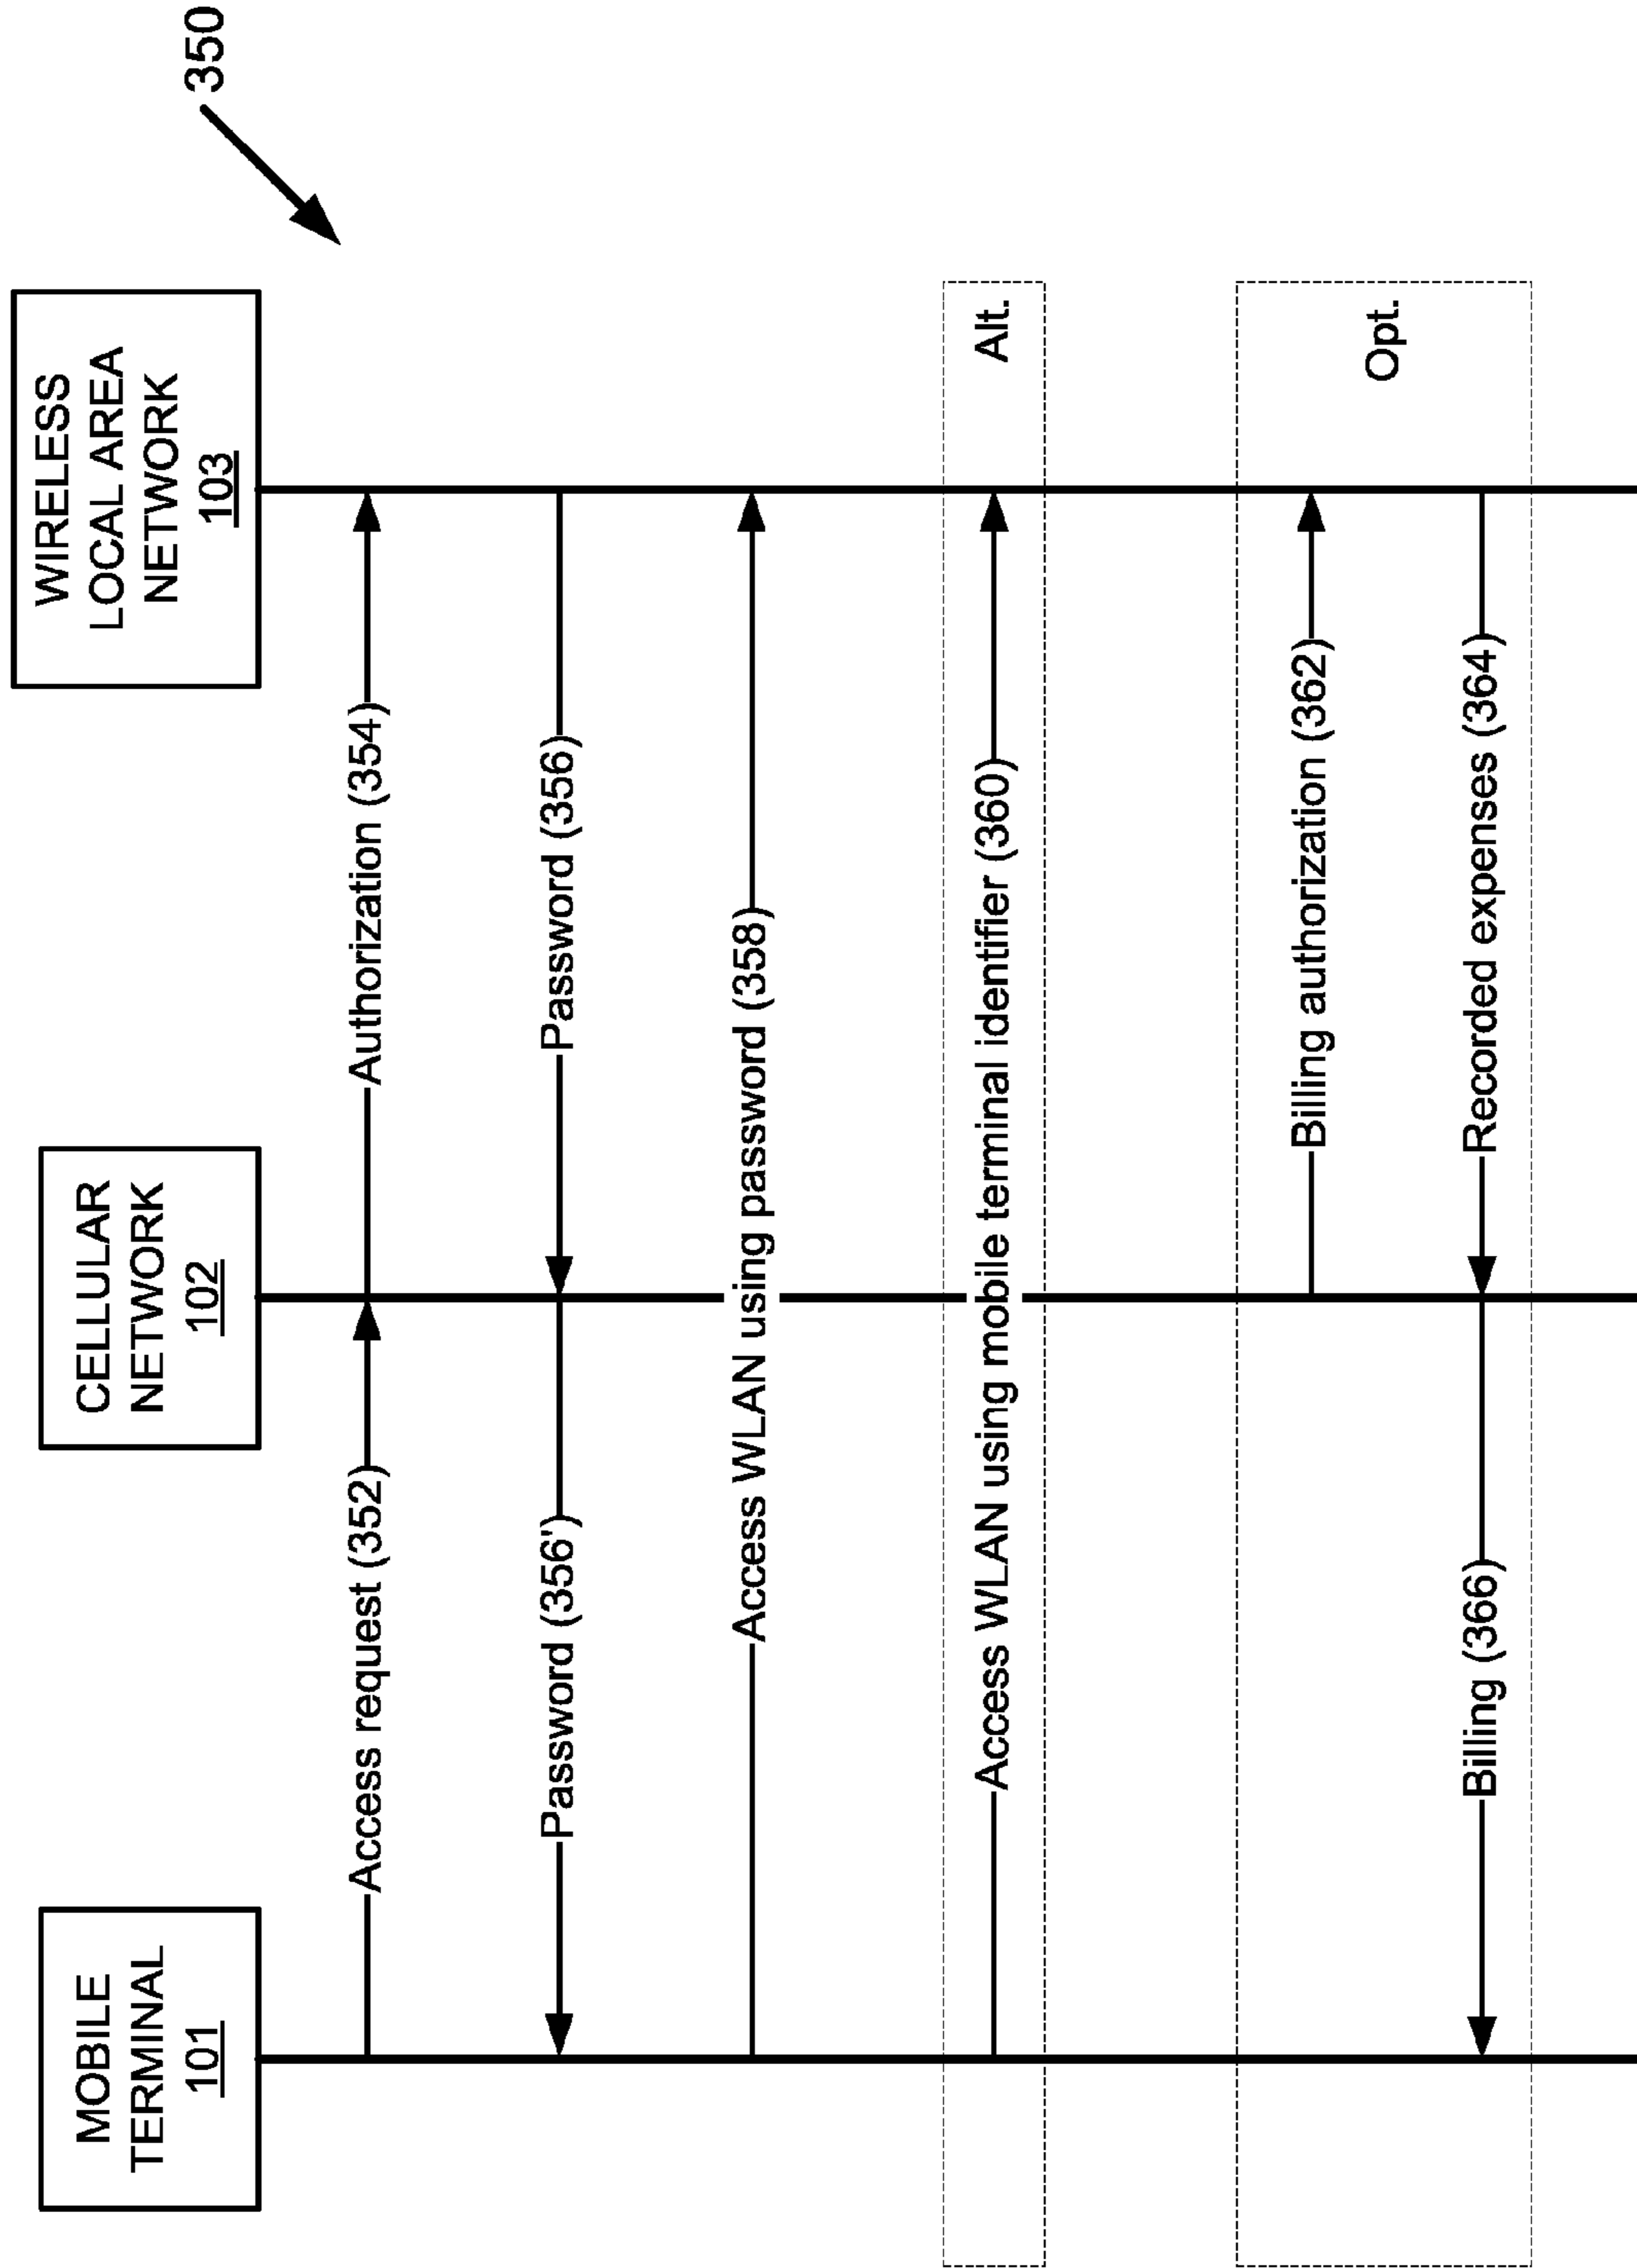 MOBILE
TERMINAL
101
CELLULAR
NETWORK
102
WIRELESS
LOCAL AREA
NETWORK
103
350
Access request (352)
Authorization (354)
Password (356')
Password (356)
Access WLAN using password (358)
Access WLAN using mobile terminal identifier (360)
Alt.
Billing authorization (362)
Opt.
Billing (366)
Recorded expenses (364)